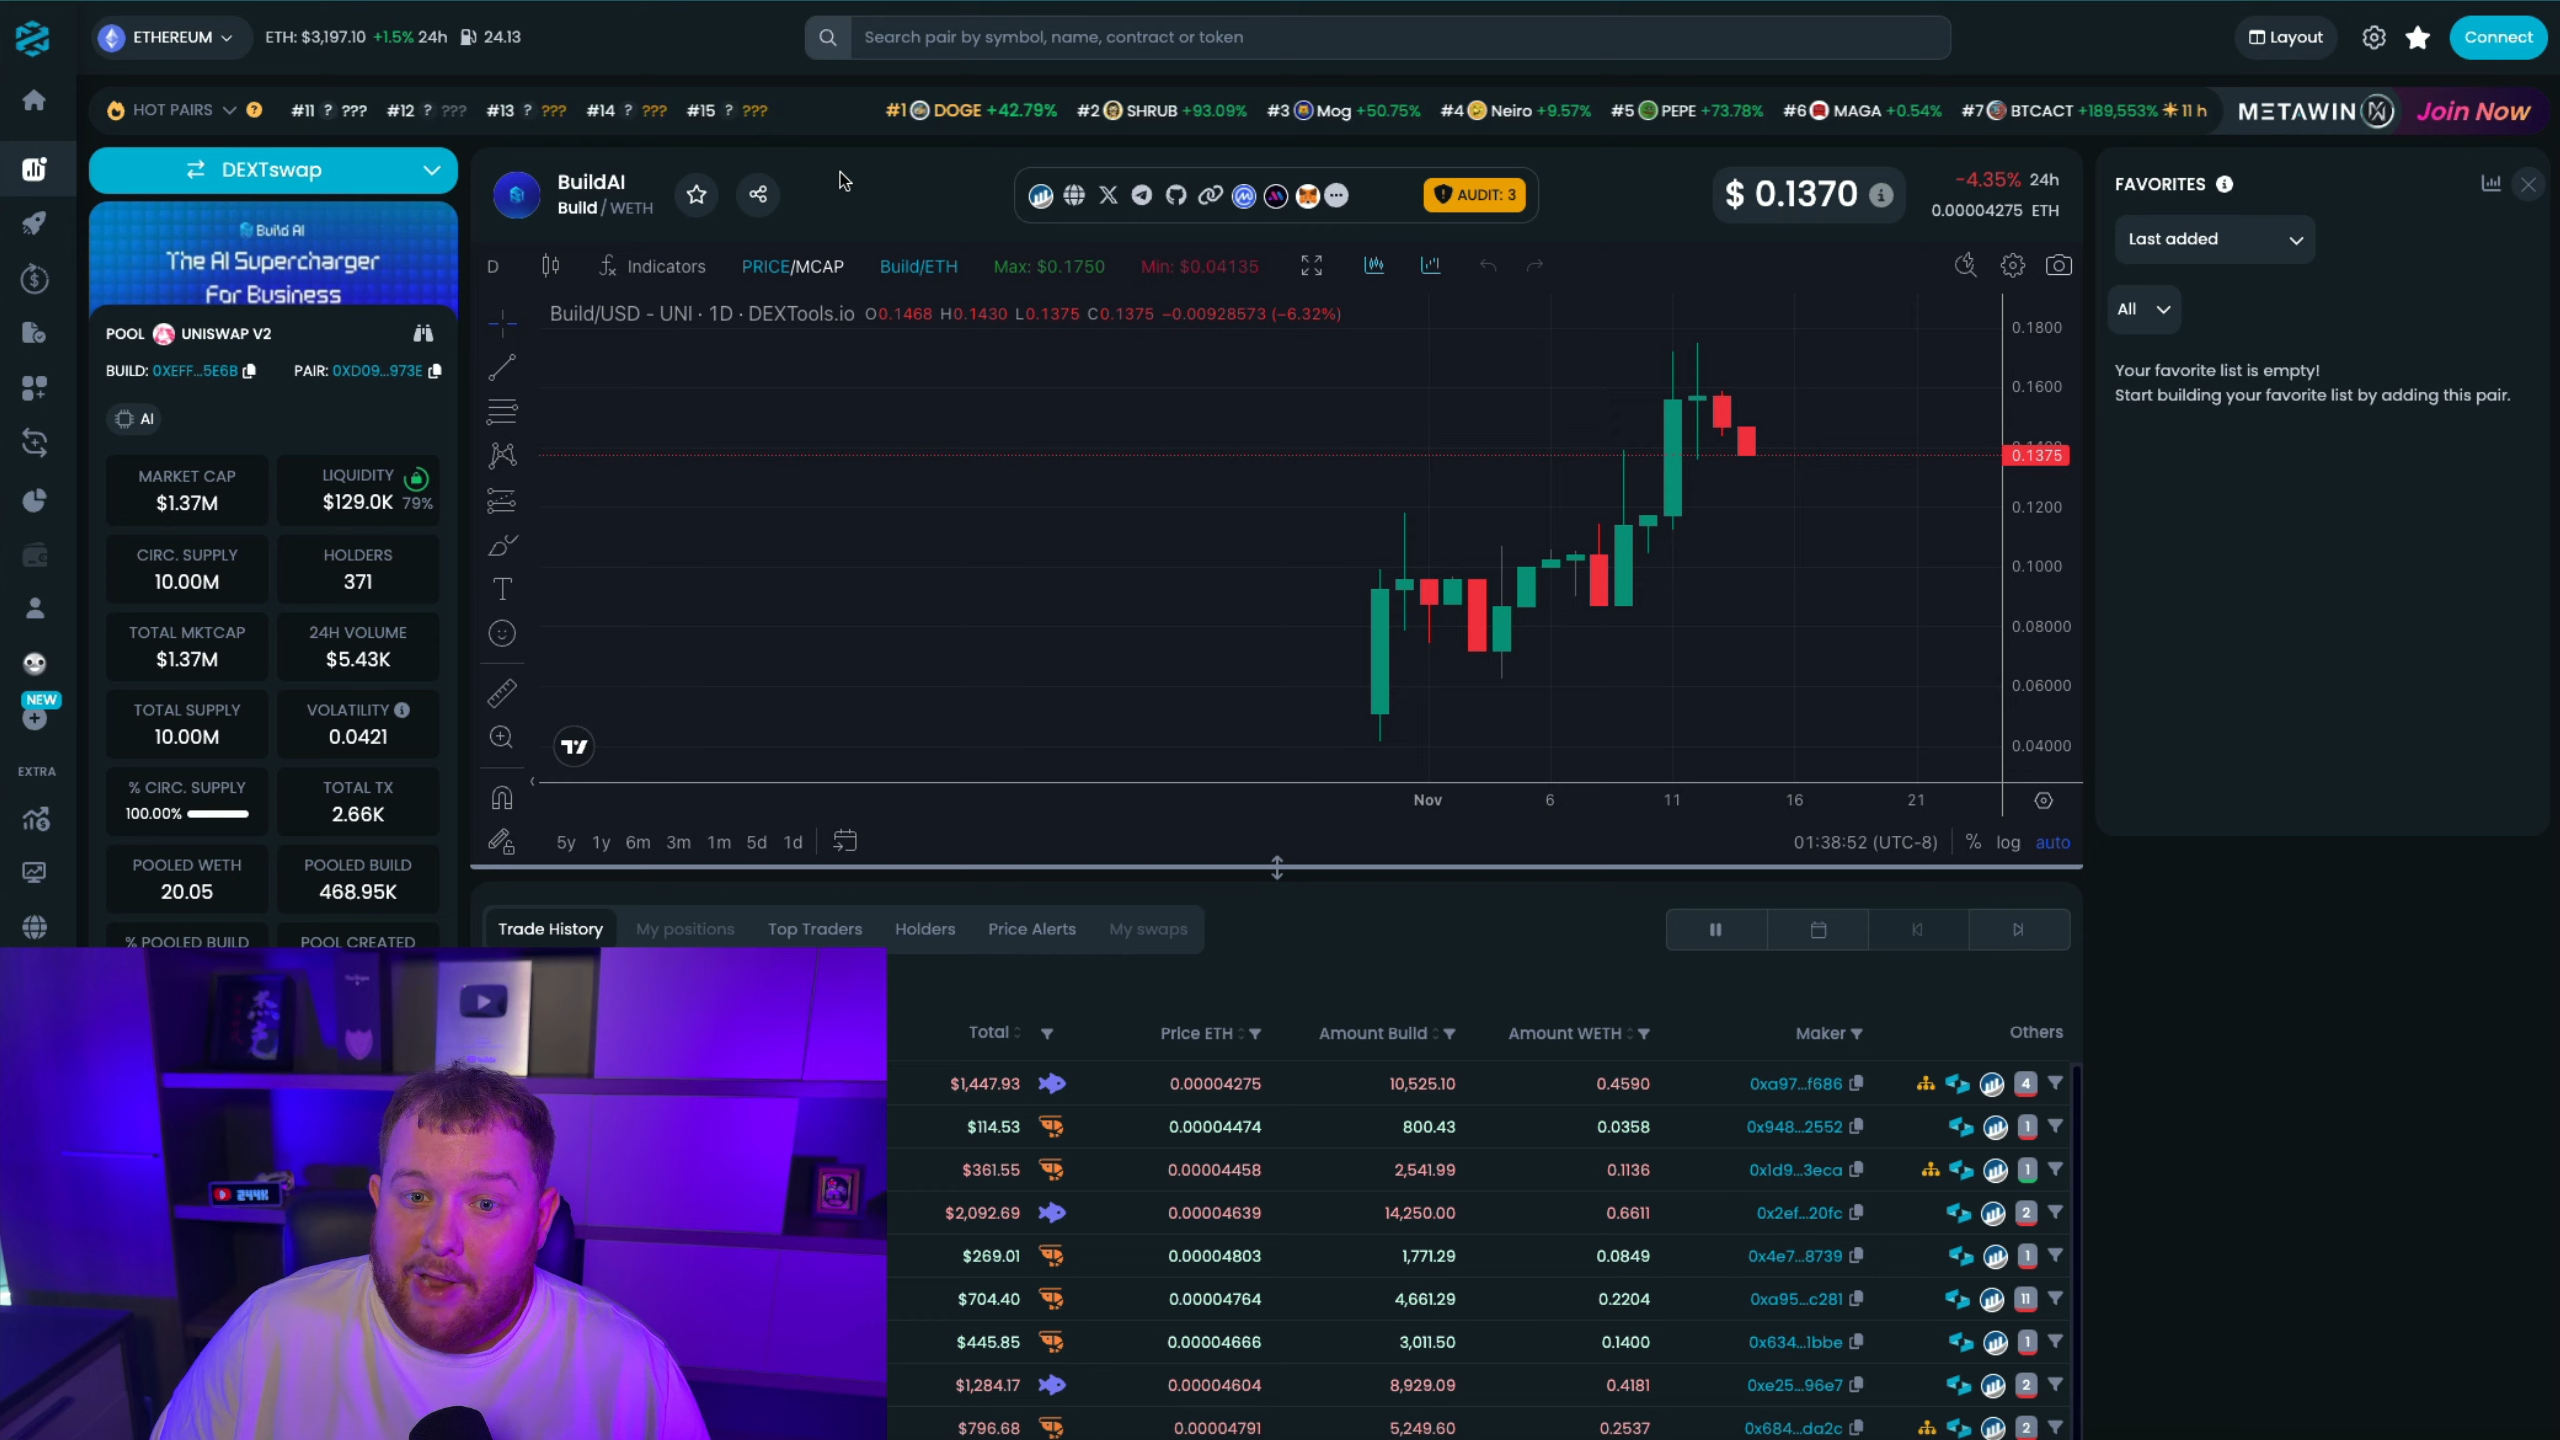 ETHEREUM ETH: $3,197.10 +1.5% 24h 24.13 Search pair by symbol, name, contract or token Layout Connect
HOT PAIRS ? #11 ? ??? #12 ? ??? #13 ? ??? #14 ? ??? #15 ? ??? #1 DOGE +42.79% #2 SHRUB +93.09% #3 Mog +50.75% #4 Neiro +9.57% #5 PEPE +73.78% #6 MAGA +0.54% #7 BTCACT +189,553% 11 h METAWIN Join Now
DEXTswap
Build AI
The AI Supercharger
For Business
POOL UNISWAP V2
BUILD: 0XEFF...5E6B PAIR: 0XD09...973E
AI
MARKET CAP
$1.37M
LIQUIDITY
$129.0K 79%
CIRC. SUPPLY
10.00M
HOLDERS
371
TOTAL MKTCAP
$1.37M
24H VOLUME
$5.43K
TOTAL SUPPLY
10.00M
VOLATILITY
0.0421
% CIRC. SUPPLY
100.00%
TOTAL TX
2.66K
POOLED WETH
20.05
POOLED BUILD
468.95K
% POOLED BUILD
POOL CREATED
NEW
EXTRA
BuildAI
Build / WETH
AUDIT: 3
$ 0.1370
-4.35% 24h
0.00004275 ETH
D Indicators PRICE/MCAP Build/ETH Max: $0.1750 Min: $0.04135
Build/USD - UNI · 1D · DEXTools.io O0.1468 H0.1430 L0.1375 C0.1375 −0.00928573 (−6.32%)
0.1800
0.1600
0.1375
0.1200
0.1000
0.08000
0.06000
0.04000
Nov 6 11 16 21
5y 1y 6m 3m 1m 5d 1d 01:38:52 (UTC-8) % log auto
FAVORITES
Last added
All
Your favorite list is empty!
Start building your favorite list by adding this pair.
Trade History My positions Top Traders Holders Price Alerts My swaps
Total Price ETH Amount Build Amount WETH Maker Others
$1,447.93 0.00004275 10,525.10 0.4590 0xa97...f686 4
$114.53 0.00004474 800.43 0.0358 0x948...2552 1
$361.55 0.00004458 2,541.99 0.1136 0x1d9...3eca 1
$2,092.69 0.00004639 14,250.00 0.6611 0x2ef...20fc 2
$269.01 0.00004803 1,771.29 0.0849 0x4e7...8739 1
$704.40 0.00004764 4,661.29 0.2204 0xa95...c281 11
$445.85 0.00004666 3,011.50 0.1400 0x634...1bbe 1
$1,284.17 0.00004604 8,929.09 0.4181 0xe25...96e7 2
$796.68 0.00004791 5,249.60 0.2537 0x684...da2c 2
244K